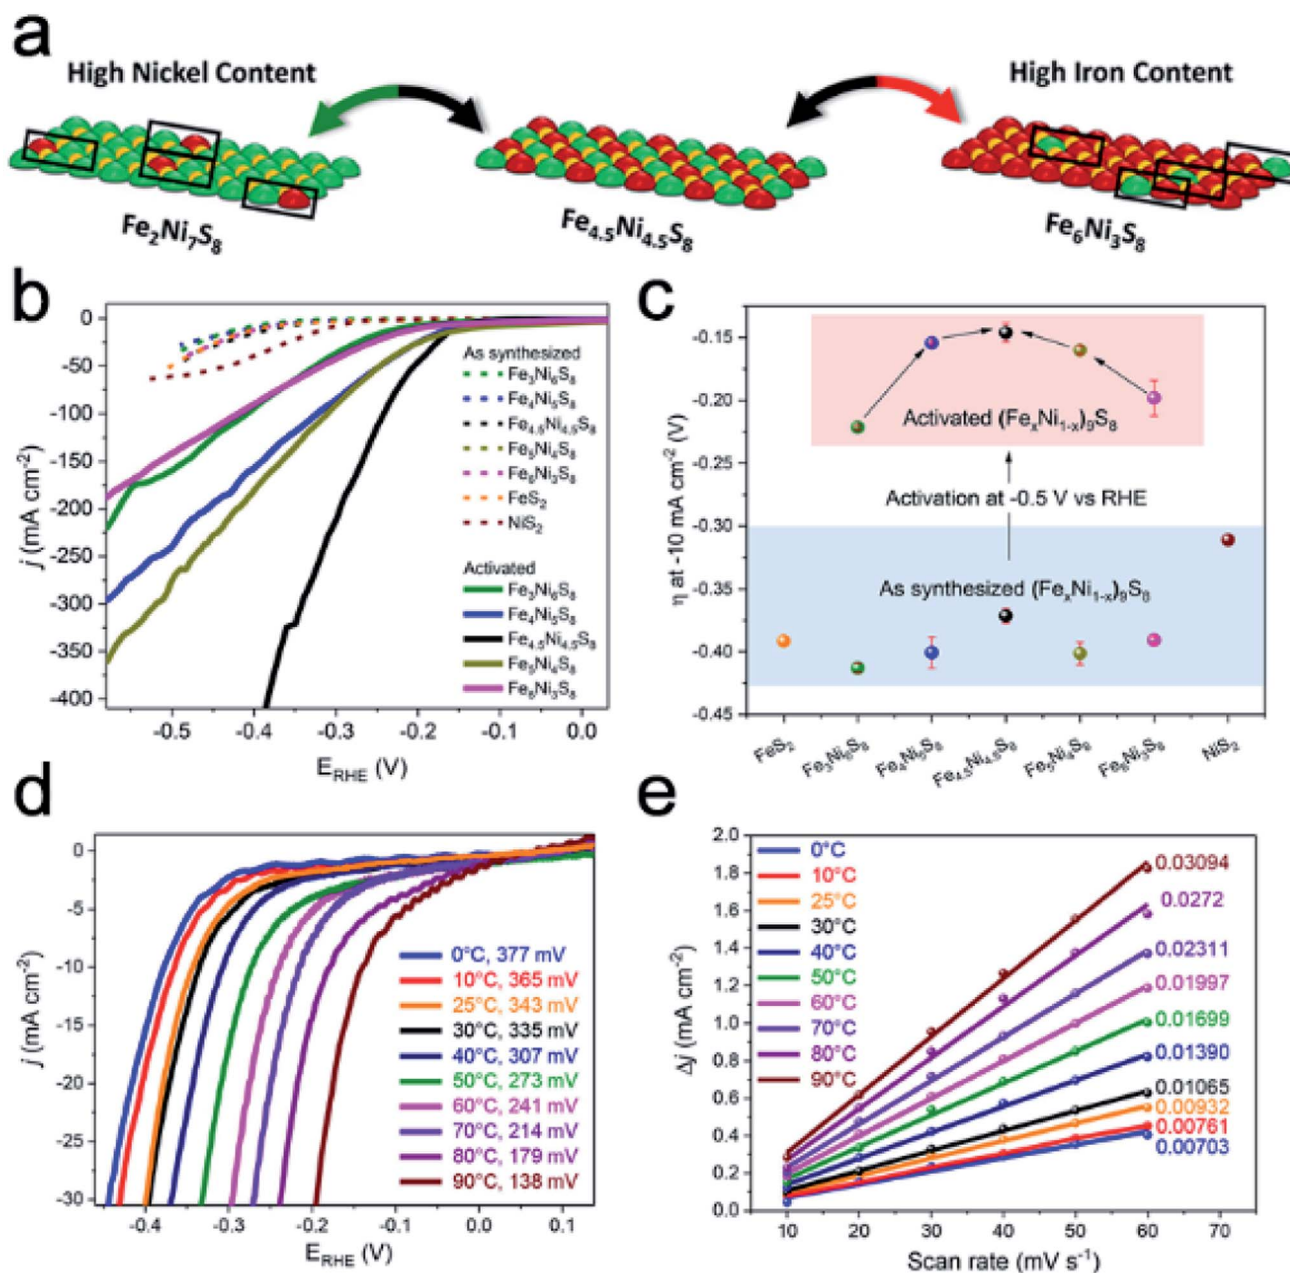 a
High Nickel Content
High Iron Content
Fe2Ni7S8
Fe4.5Ni4.5S8
Fe6Ni3S8
b
0
-50
-100
-150
-200
-250
-300
-350
-400
j (mA cm-2)
As synthesized
Fe3Ni6S8
Fe4Ni5S8
Fe4.5Ni4.5S8
Fe5Ni4S8
Fe6Ni3S8
FeS2
NiS2
Activated
Fe3Ni6S8
Fe4Ni5S8
Fe4.5Ni4.5S8
Fe5Ni4S8
Fe6Ni3S8
-0.5 -0.4 -0.3 -0.2 -0.1 0.0
ERHE (V)
c
-0.15
-0.20
-0.25
-0.30
-0.35
-0.40
-0.45
η at -10 mA cm-2 (V)
Activated (FexNi1-x)9S8
Activation at -0.5 V vs RHE
As synthesized (FexNi1-x)9S8
FeS2
Fe3Ni6S8
Fe4Ni5S8
Fe4.5Ni4.5S8
Fe5Ni4S8
Fe6Ni3S8
NiS2
d
0
-5
-10
-15
-20
-25
-30
j (mA cm-2)
0°C, 377 mV
10°C, 365 mV
25°C, 343 mV
30°C, 335 mV
40°C, 307 mV
50°C, 273 mV
60°C, 241 mV
70°C, 214 mV
80°C, 179 mV
90°C, 138 mV
-0.4 -0.3 -0.2 -0.1 0.0 0.1
ERHE (V)
e
2.0
1.8
1.6
1.4
1.2
1.0
0.8
0.6
0.4
0.2
0.0
Δj (mA cm-2)
0°C
10°C
25°C
30°C
40°C
50°C
60°C
70°C
80°C
90°C
0.03094
0.0272
0.02311
0.01997
0.01699
0.01390
0.01065
0.00932
0.00761
0.00703
10 20 30 40 50 60 70
Scan rate (mV s-1)